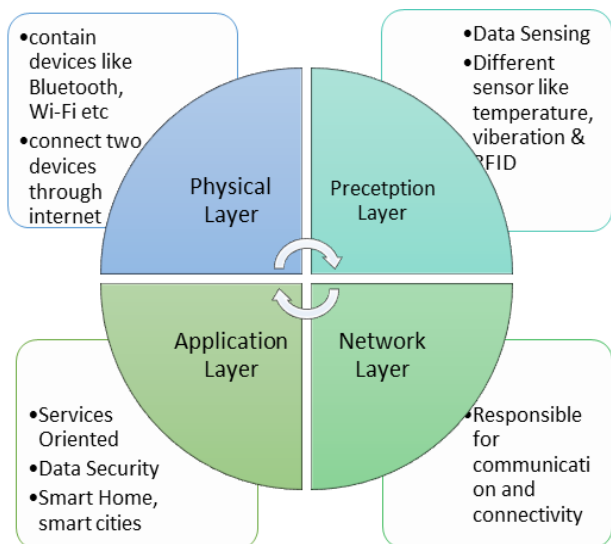 •contain
devices like
Bluetooth,
Wi-Fi etc
•connect two
devices
through
internet
•Data Sensing
•Different
sensor like
temperature,
viberation &
RFID
Physical
Layer
Precetption
Layer
Application
Layer
Network
Layer
•Services
Oriented
•Data Security
•Smart Home,
smart cities
•Responsible
for
communicati
on and
connectivity